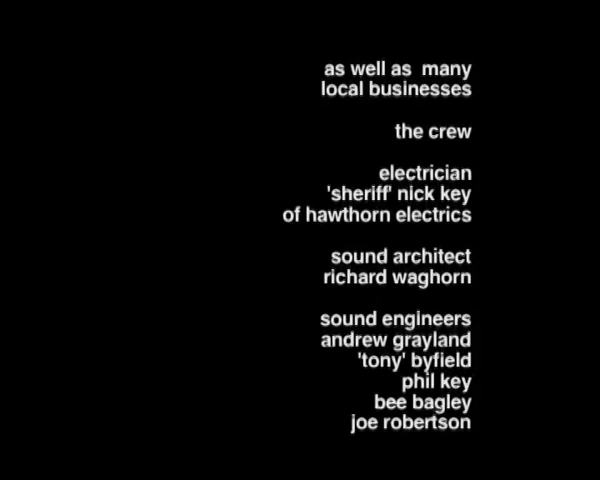 as well as  many
local businesses
the crew
electrician
'sheriff' nick key
of hawthorn electrics
sound architect
richard waghorn
sound engineers
andrew grayland
'tony' byfield
phil key
bee bagley
joe robertson